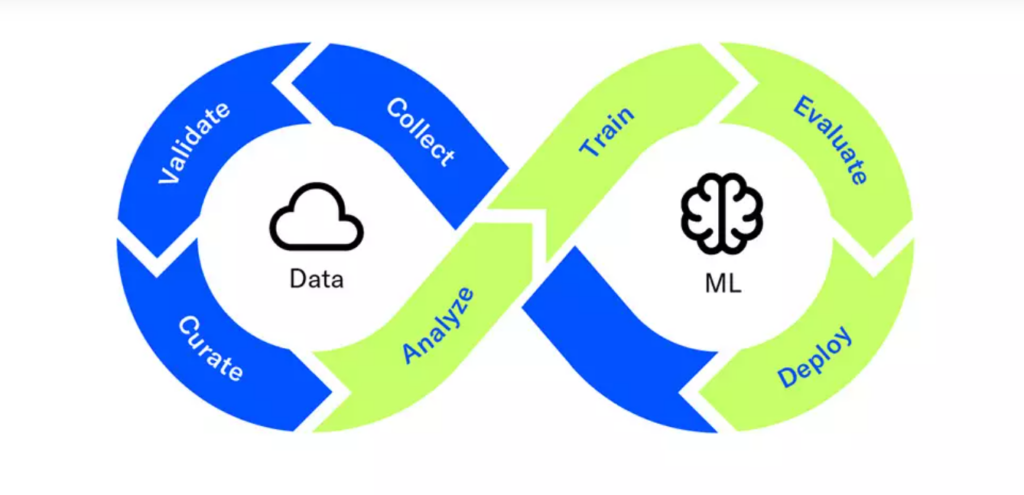 Collect
Validate
Curate
Analyze
Train
Evaluate
Deploy
Data
ML